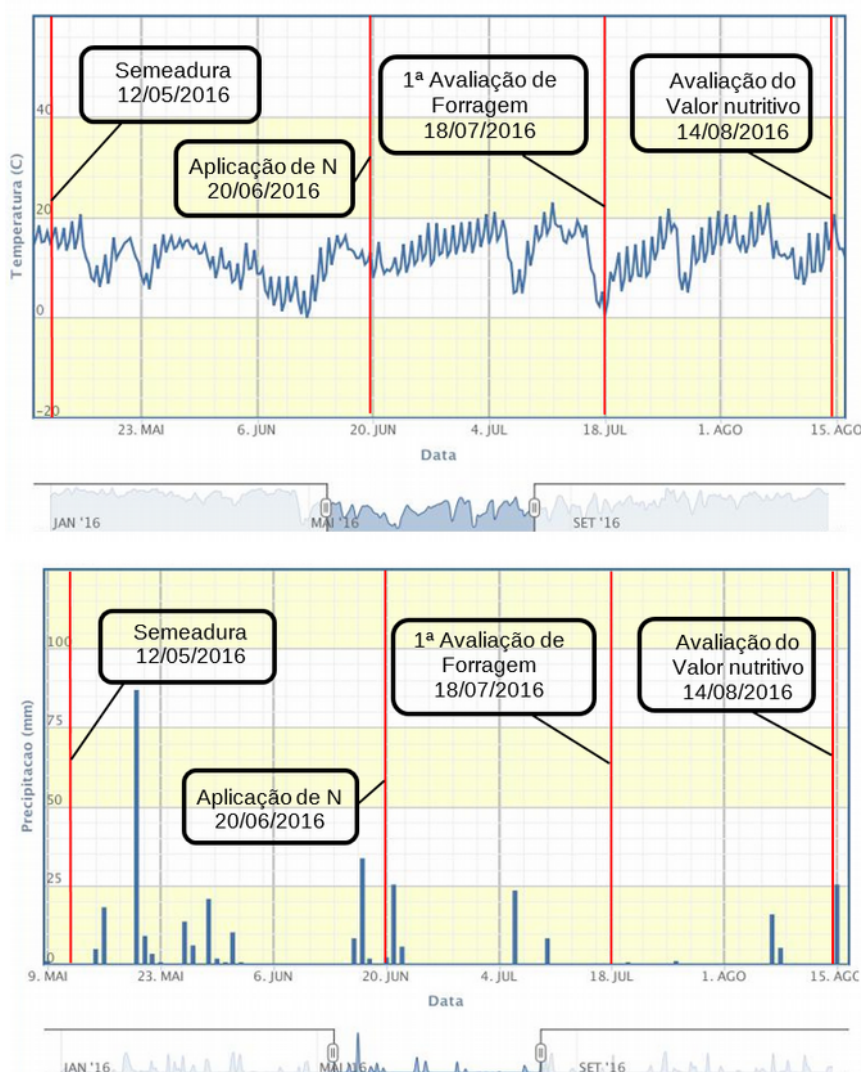 Semeadura
12/05/2016
1ª Avaliação de
Forragem
18/07/2016
Avaliação do
Valor nutritivo
14/08/2016
Aplicação de N
20/06/2016
Temperatura (C)
40
20
0
-20
23. MAI
6. JUN
20. JUN
4. JUL
18. JUL
1. AGO
15. AGO
Data
JAN '16
MAI '16
SET '16
Semeadura
12/05/2016
1ª Avaliação de
Forragem
18/07/2016
Avaliação do
Valor nutritivo
14/08/2016
Aplicação de N
20/06/2016
Precipitacao (mm)
100
75
50
25
0
9. MAI
23. MAI
6. JUN
20. JUN
4. JUL
18. JUL
1. AGO
15. AGO
Data
JAN '16
MAI '16
SET '16